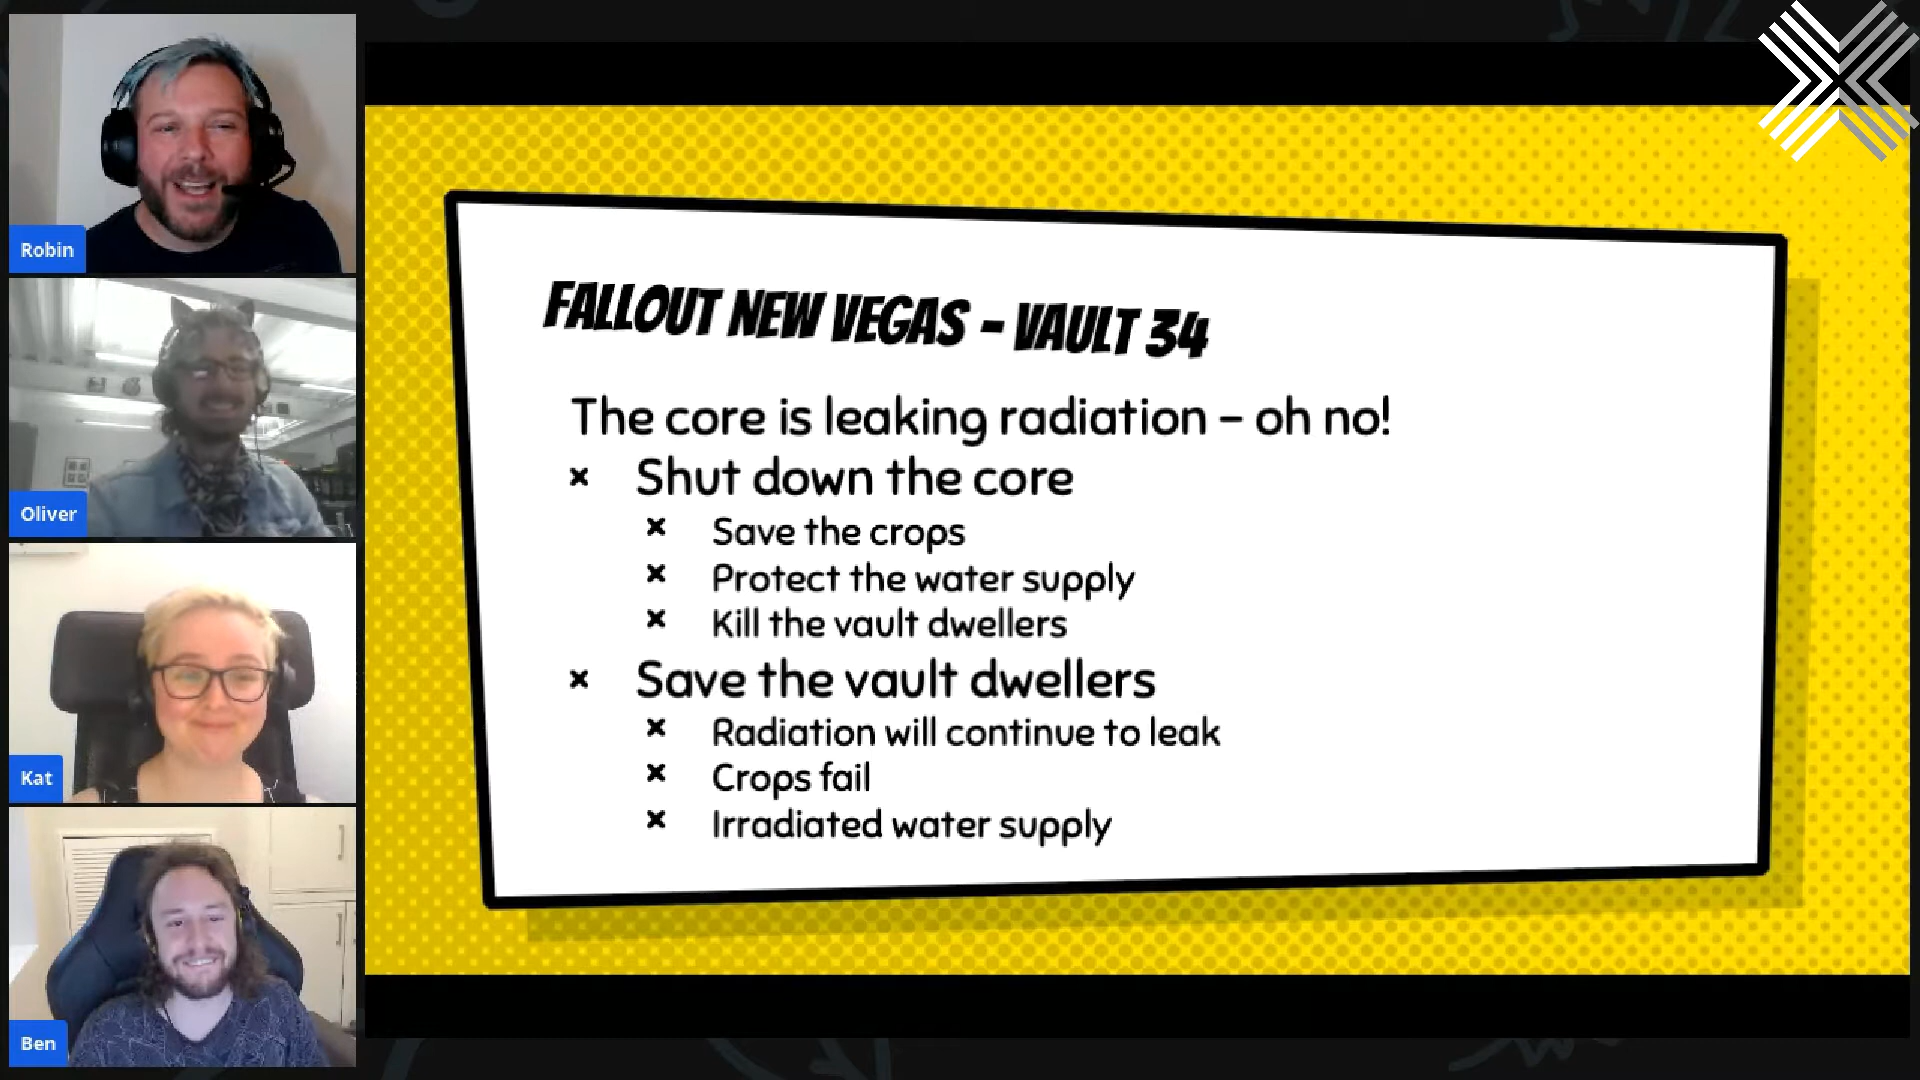 Robin
Oliver
Kat
Ben
FALLOUT NEW VEGAS – VAULT 34
The core is leaking radiation – oh no!
× Shut down the core
× Save the crops
× Protect the water supply
× Kill the vault dwellers
× Save the vault dwellers
× Radiation will continue to leak
× Crops fail
× Irradiated water supply